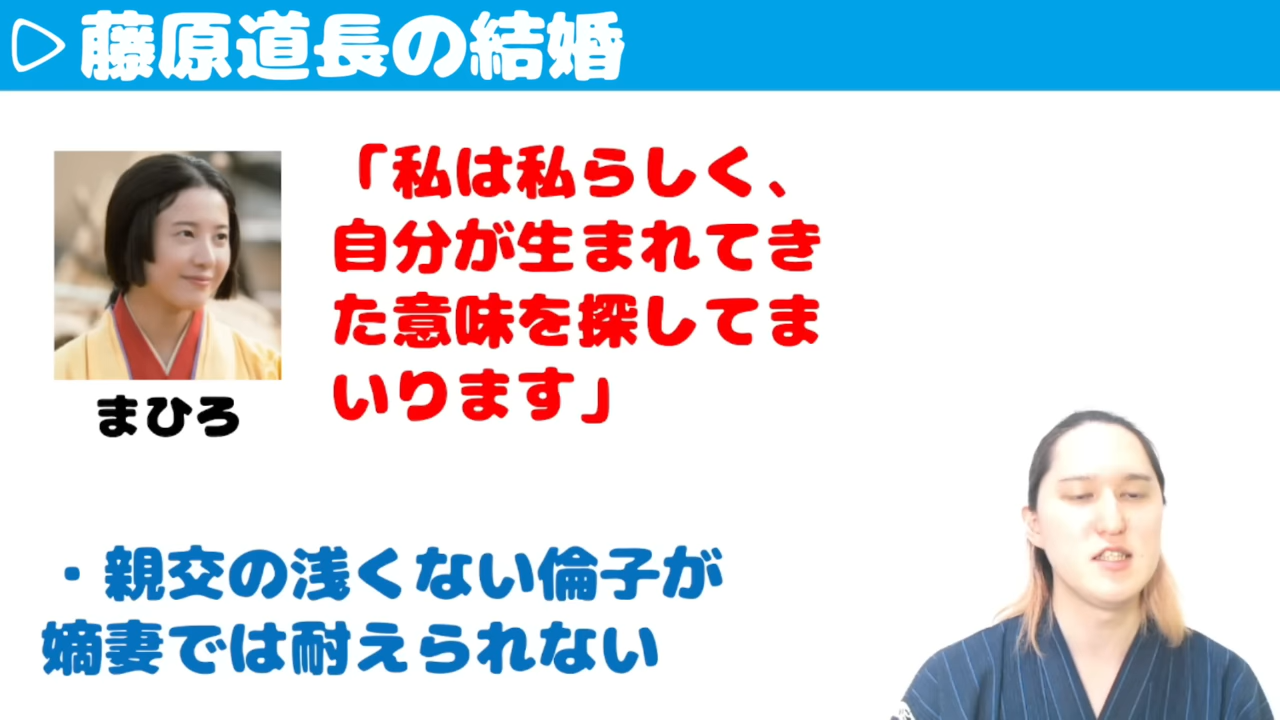 藤原道長の結婚
「私は私らしく、
自分が生まれてき
た意味を探してま
いります」
まひろ
・親交の浅くない倫子が
嫡妻では耐えられない